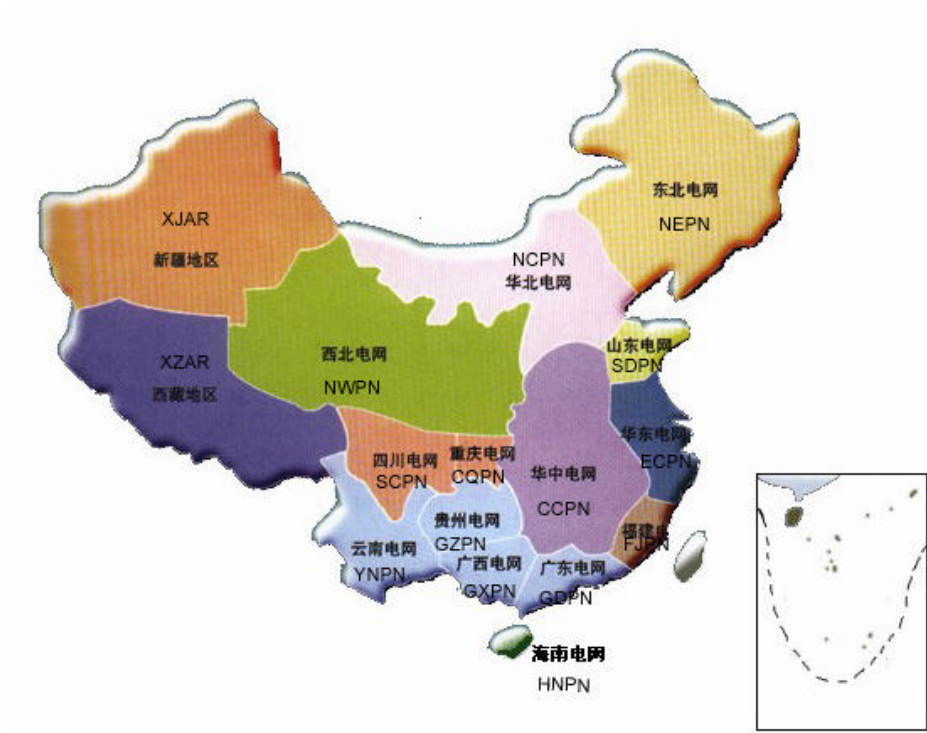 东北电网
NEPN
XJAR
新疆地区
NCPN
华北电网
山东电网
SDPN
西北电网
NWPN
XZAR
西藏地区
华东电网
ECPN
四川电网
SCPN
重庆电网
CQPN
华中电网
CCPN
贵州电网
GZPN
福建
FJPN
云南电网
YNPN
广西电网
GXPN
广东电网
GDPN
海南电网
HNPN